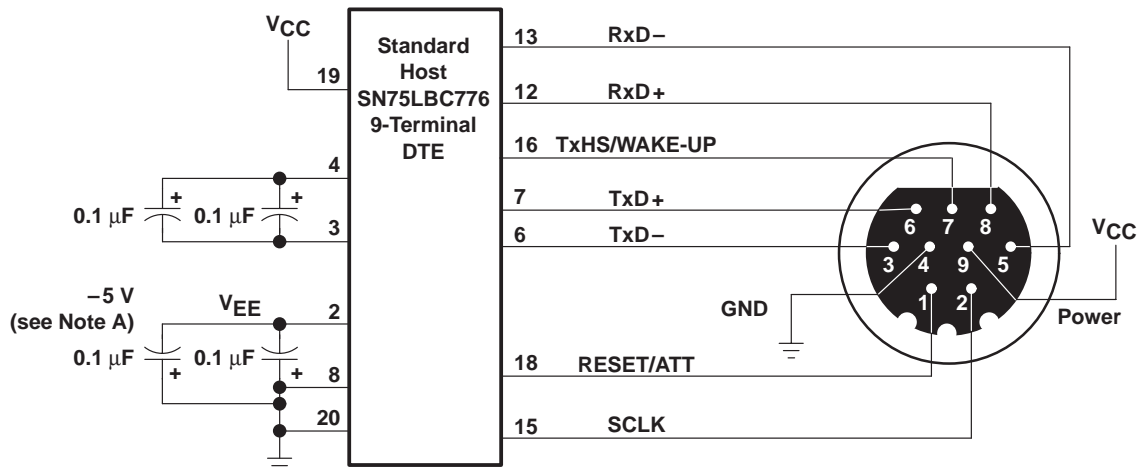 VCC
19
Standard
Host
SN75LBC776
9-Terminal
DTE
13 RxD–
12 RxD+
16 TxHS/WAKE-UP
7 TxD+
6 TxD–
4
+ +
0.1 μF 0.1 μF
3
–5 V
(see Note A)
VEE
2
0.1 μF 0.1 μF
+ +
8
20
18 RESET/ATT
15 SCLK
GND
6 7 8
3 4 9 5
1 2
VCC
Power